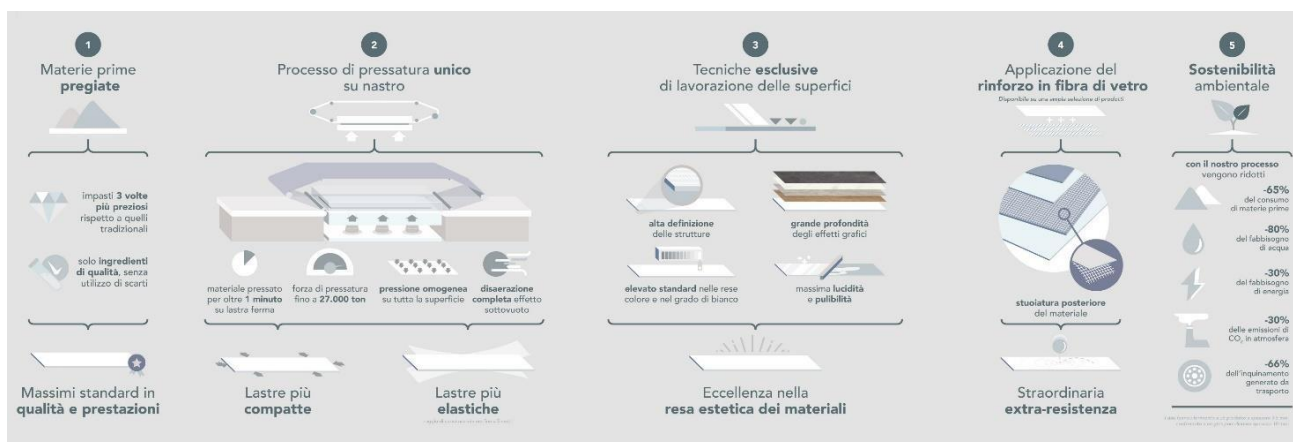 1
Materie prime
pregiate
impasti 3 volte
più preziosi
rispetto a quelli
tradizionali
solo ingredienti
di qualità, senza
utilizzo di scarti
Massimi standard in
qualità e prestazioni
2
Processo di pressatura unico
su nastro
materiale pressato
per oltre 1 minuto
su lastra ferma
forza di pressatura
fino a 27.000 ton
pressione omogenea
su tutta la superficie
disaerazione
completa effetto
sottovuoto
Lastre più
compatte
Lastre più
elastiche
3
Tecniche esclusive
di lavorazione delle superfici
alta definizione
delle strutture
grande profondità
degli effetti grafici
elevato standard nelle rese
colore e nel grado di bianco
massima lucidità
e pulibilità
Eccellenza nella
resa estetica dei materiali
4
Applicazione del
rinforzo in fibra di vetro
Disponibile su una ampia selezione di prodotti
stuoiatura posteriore
del materiale
Straordinaria
extra-resistenza
5
Sostenibilità
ambientale
con il nostro processo
vengono ridotti
-65%
del consumo
di materie prime
-80%
del fabbisogno
di acqua
-30%
del fabbisogno
di energia
-30%
delle emissioni di
CO₂ in atmosfera
-66%
dell'inquinamento
generato da
trasporto